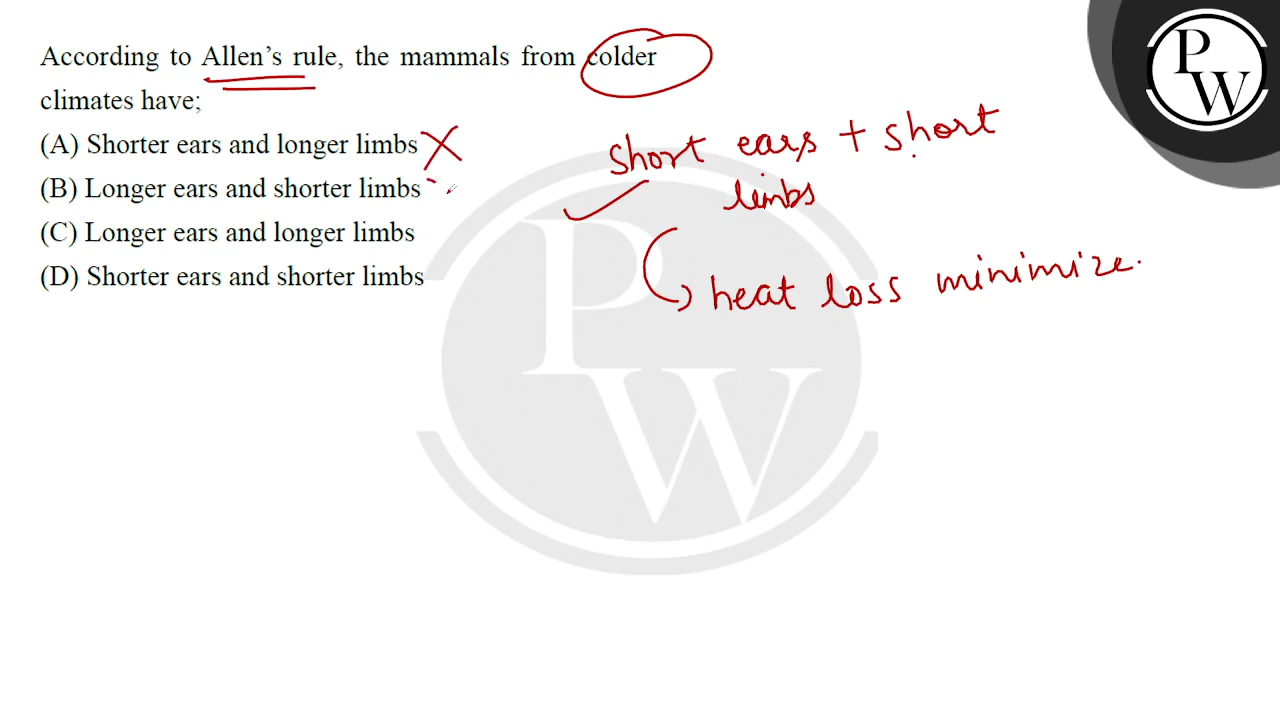 According to Allen's rule, the mammals from colder
climates have;
(A) Shorter ears and longer limbs
(B) Longer ears and shorter limbs
(C) Longer ears and longer limbs
(D) Shorter ears and shorter limbs
short ears + short
limbs
heat loss minimize.
PW
PW